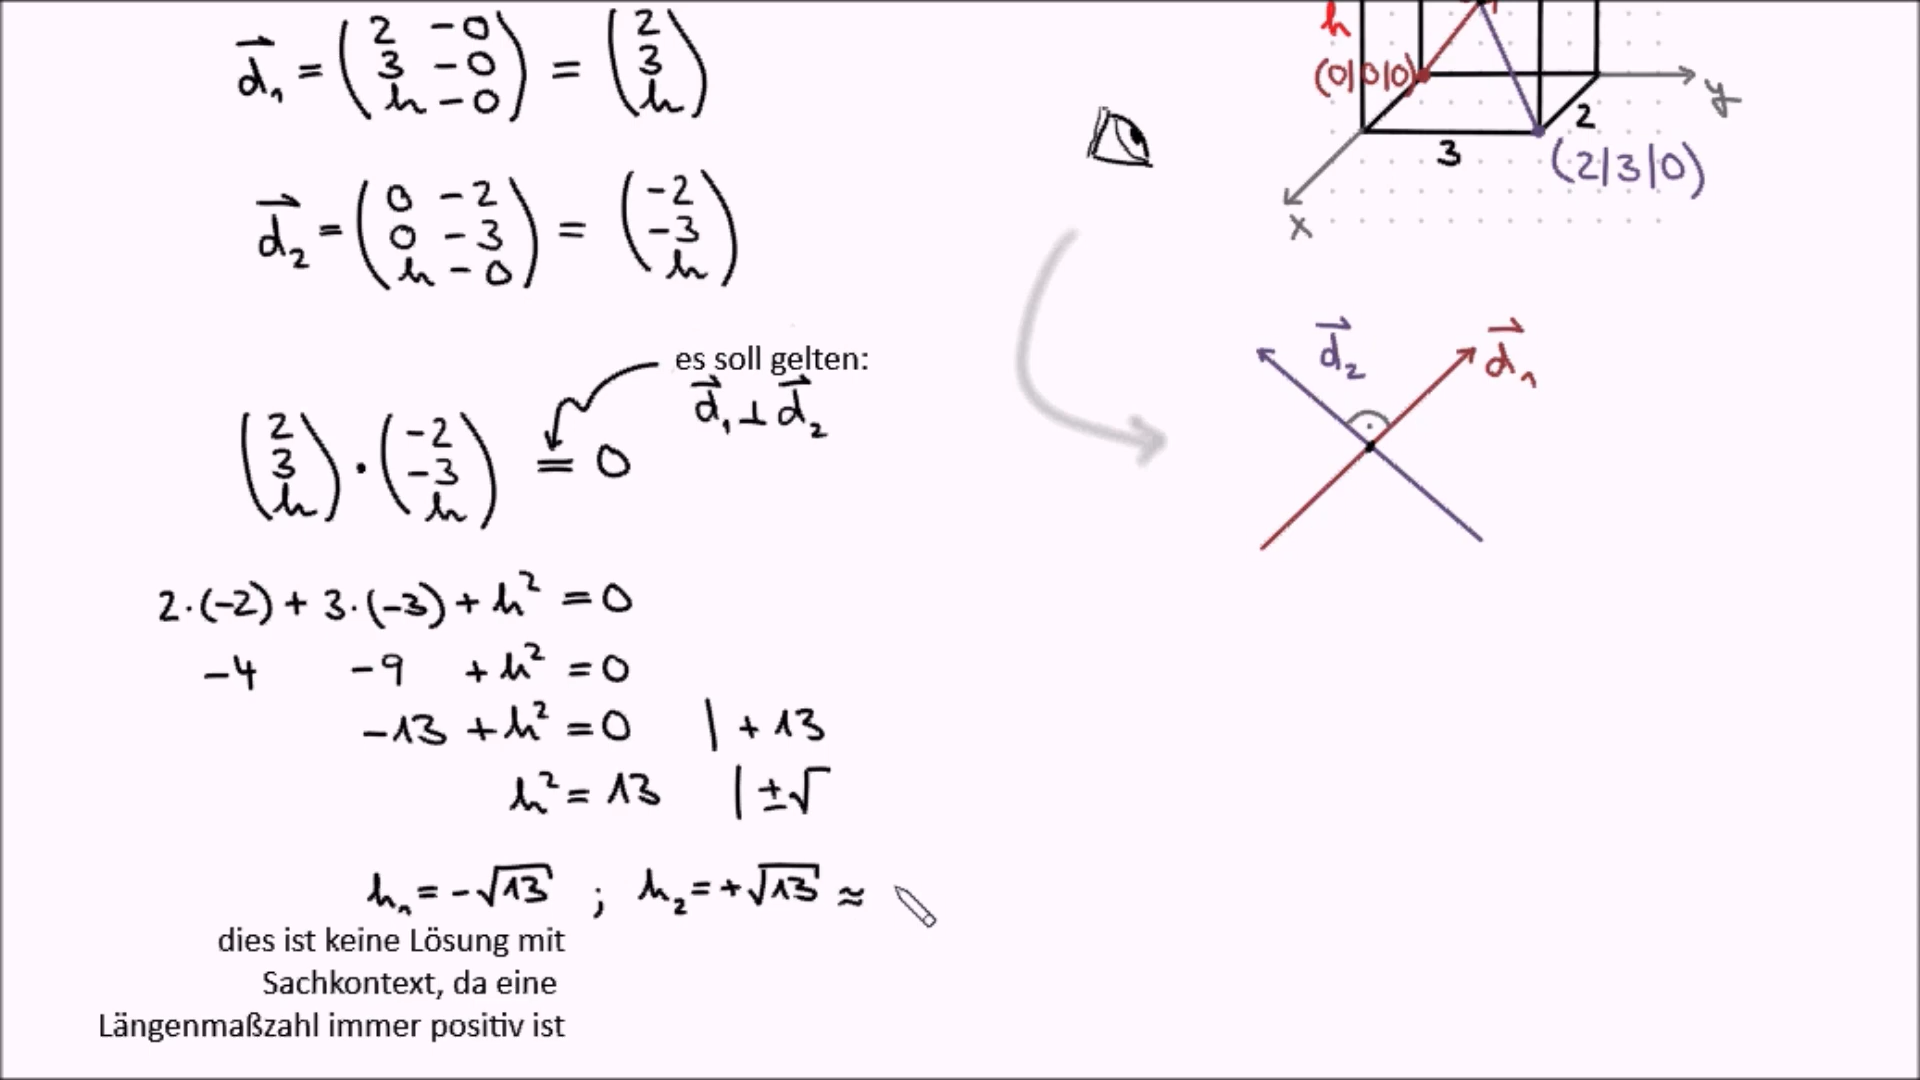 d⃗₁ = (2 -0
3 -0
h -0) = (2
3
h)
d⃗₂ = (0 -2
0 -3
h -0) = (-2
-3
h)
es soll gelten:
d⃗₁ ⊥ d⃗₂
(2
3
h) · (-2
-3
h) = 0
2·(-2) + 3·(-3) + h² = 0
-4 -9 + h² = 0
-13 + h² = 0 | + 13
h² = 13 | ±√
h₁ = -√13 ; h₂ = +√13 ≈
dies ist keine Lösung mit
Sachkontext, da eine
Längenmaßzahl immer positiv ist
h
(0|0|0)
y
2
3
(2|3|0)
x
d⃗₂
d⃗₁